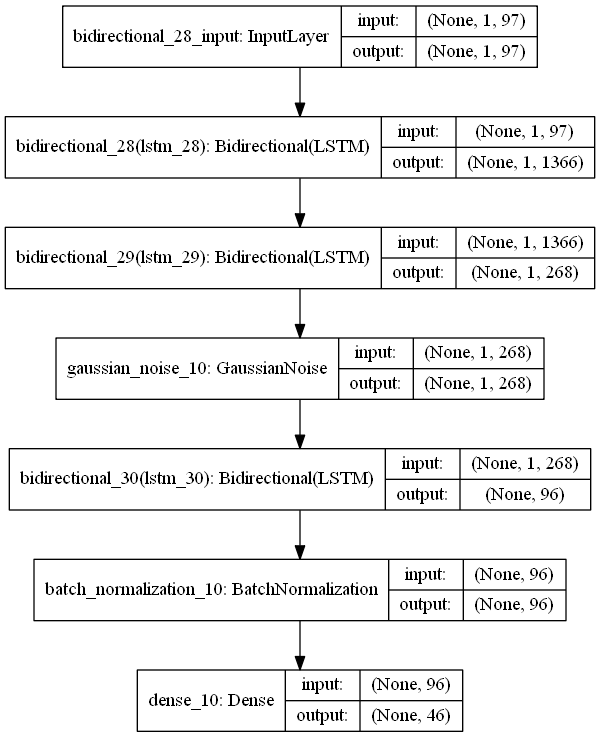 bidirectional_28_input: InputLayer
input:
(None, 1, 97)
output:
(None, 1, 97)
bidirectional_28(lstm_28): Bidirectional(LSTM)
input:
(None, 1, 97)
output:
(None, 1, 1366)
bidirectional_29(lstm_29): Bidirectional(LSTM)
input:
(None, 1, 1366)
output:
(None, 1, 268)
gaussian_noise_10: GaussianNoise
input:
(None, 1, 268)
output:
(None, 1, 268)
bidirectional_30(lstm_30): Bidirectional(LSTM)
input:
(None, 1, 268)
output:
(None, 96)
batch_normalization_10: BatchNormalization
input:
(None, 96)
output:
(None, 96)
dense_10: Dense
input:
(None, 96)
output:
(None, 46)